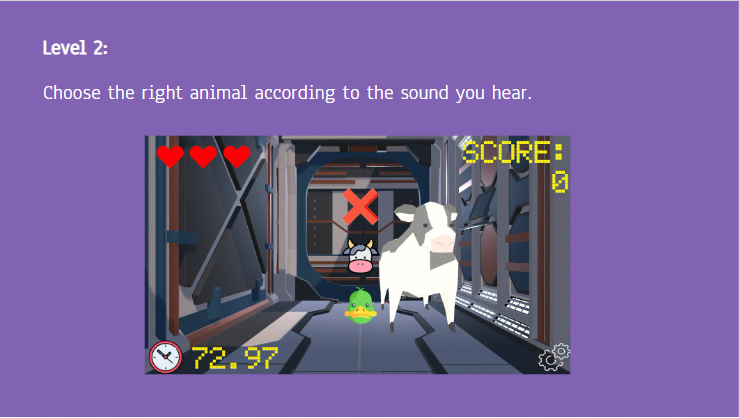 Level 2:
Choose the right animal according to the sound you hear.
SCORE:
0
72.97